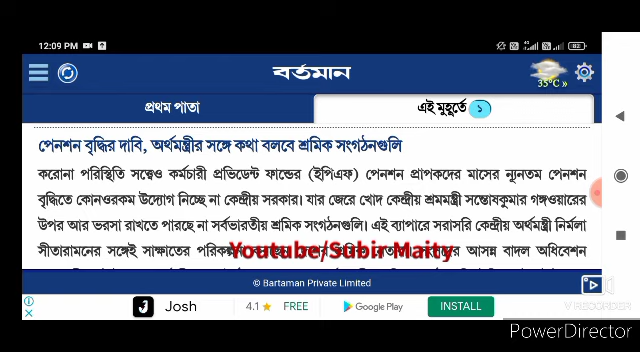 12:09 PM
বর্তমান
35°C »
প্রথম পাতা
এই মুহূর্তে ১
পেনশন বৃদ্ধির দাবি, অর্থমন্ত্রীর সঙ্গে কথা বলবে শ্রমিক সংগঠনগুলি
করোনা পরিস্থিতি সত্ত্বেও কর্মচারী প্রভিডেন্ট ফান্ডের (ইপিএফ) পেনশন প্রাপকদের মাসের ন্যূনতম পেনশন
বৃদ্ধিতে কোনওরকম উদ্যোগ নিচ্ছে না কেন্দ্রীয় সরকার। যার জেরে খোদ কেন্দ্রীয় শ্রমমন্ত্রী সন্তোষকুমার গঙ্গওয়ারের
উপর আর ভরসা রাখতে পারছে না সর্বভারতীয় শ্রমিক সংগঠনগুলি। এই ব্যাপারে সরাসরি কেন্দ্রীয় অর্থমন্ত্রী নির্মলা
সীতারামনের সঙ্গেই সাক্ষাতের আসন্ন বাদল অধিবেশন
Youtube/Subir Maity
© Bartaman Private Limited
Josh
4.1★ FREE
Google Play
INSTALL
VRECORDER
PowerDirector